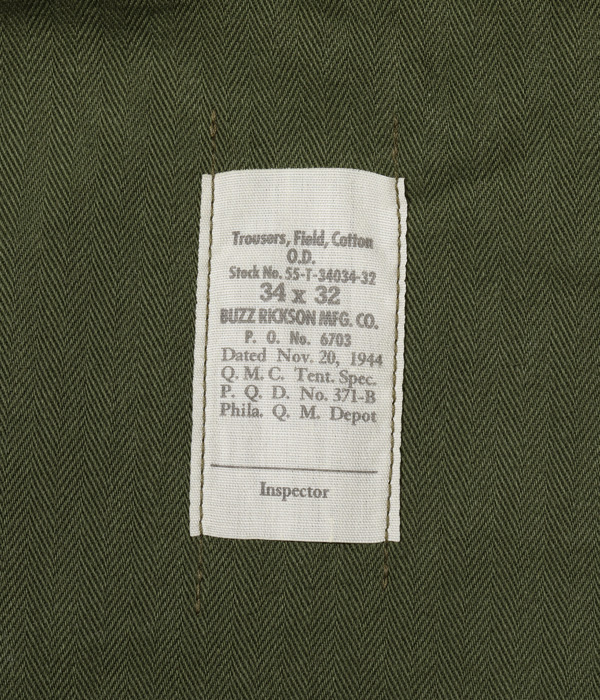 Trousers, Field, Cotton
O.D.
Stock No. 55-T-34034-32
34 x 32
BUZZ RICKSON MFG. CO.
P. O. No. 6703
Dated Nov. 20, 1944
Q. M. C. Tent. Spec.
P. Q. D. No. 371-B
Phila. Q. M. Depot
Inspector